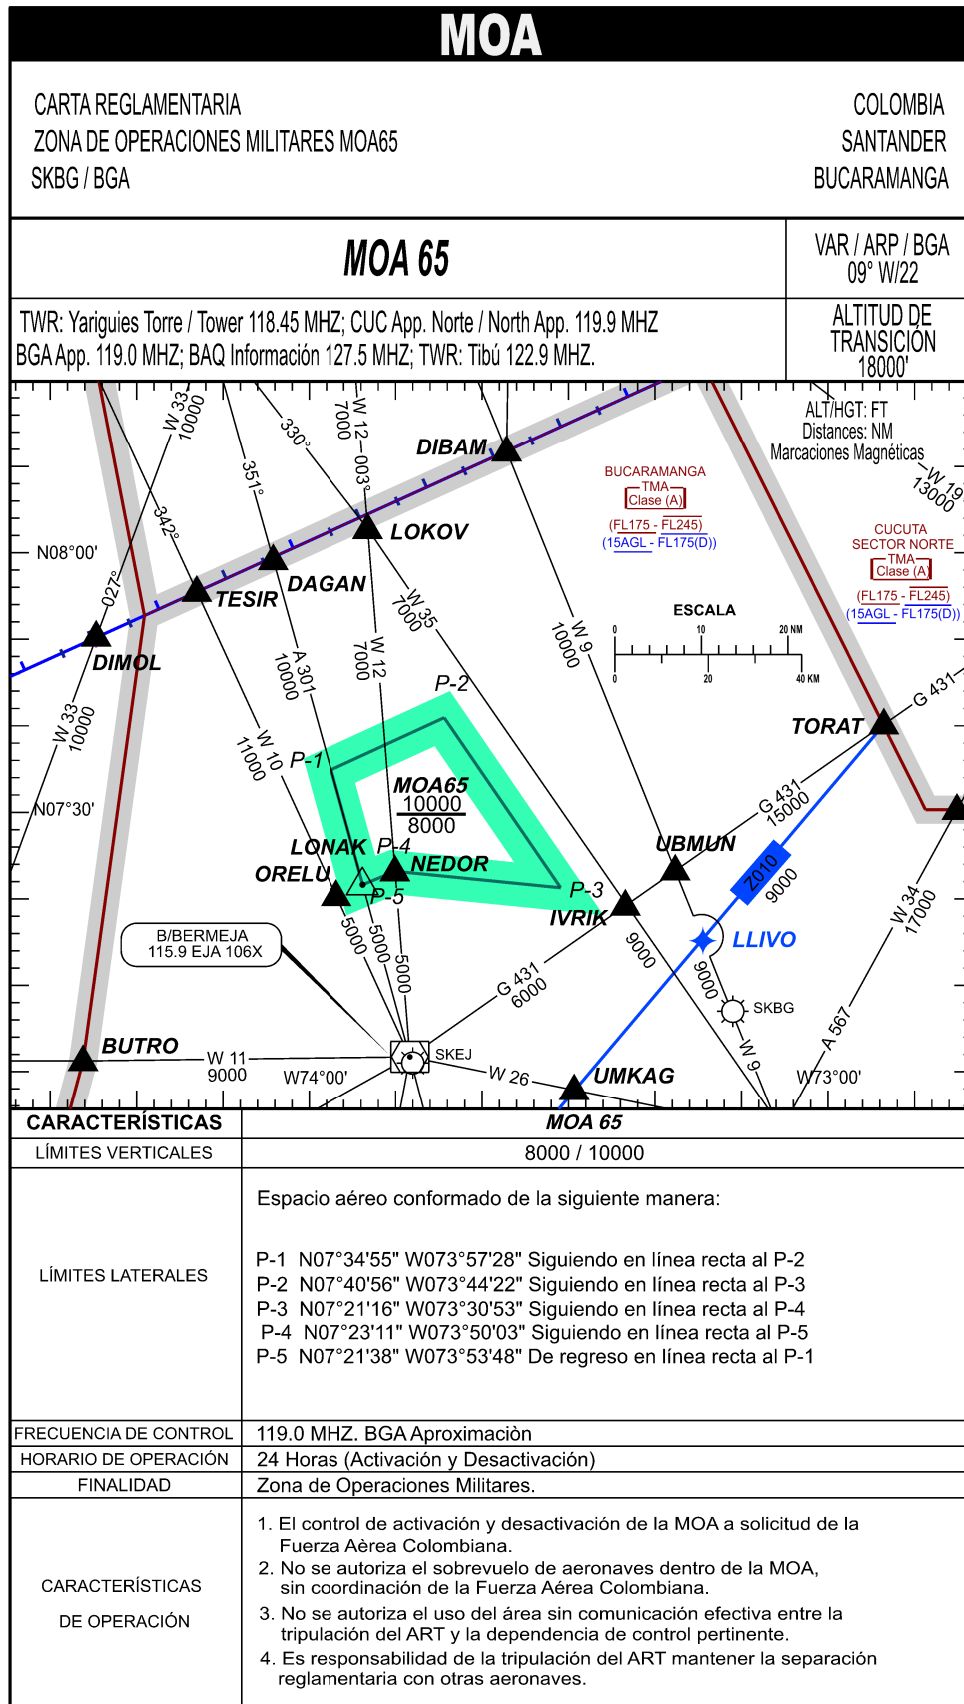 MOA
CARTA REGLAMENTARIA
ZONA DE OPERACIONES MILITARES MOA65
SKBG / BGA
COLOMBIA
SANTANDER
BUCARAMANGA
MOA 65
VAR / ARP / BGA
09° W/22
TWR: Yariguies Torre / Tower 118.45 MHZ; CUC App. Norte / North App. 119.9 MHZ
BGA App. 119.0 MHZ; BAQ Información 127.5 MHZ; TWR: Tibú 122.9 MHZ.
ALTITUD DE
TRANSICIÓN
18000'
ALT/HGT: FT
Distances: NM
Marcaciones Magnéticas
W 33
10000
351°
330°
W 12
7000
003°
342°
DIBAM
BUCARAMANGA
TMA
Clase (A)
(FL175 - FL245)
(15AGL - FL175(D))
W 19
13000
CUCUTA
SECTOR NORTE
TMA
Clase (A)
(FL175 - FL245)
(15AGL - FL175(D))
LOKOV
N08°00'
DAGAN
TESIR
027°
DIMOL
W 35
7000
W 9
10000
ESCALA
0
10
20 NM
0
20
40 KM
A 301
10000
W 12
7000
W 33
10000
W 10
11000
P-2
G 431
TORAT
P-1
MOA65
10000
8000
G 431
15000
N07°30'
LONAK
P-4
ORELU
NEDOR
P-5
P-3
UBMUN
Z010
9000
IVRIK
W 34
17000
B/BERMEJA
115.9 EJA 106X
5000
5000
5000
G 431
6000
9000
LLIVO
9000
SKBG
A 567
BUTRO
W 11
9000
W74°00'
SKEJ
W 26
UMKAG
W 9
W73°00'
CARACTERÍSTICAS
MOA 65
LÍMITES VERTICALES
8000 / 10000
LÍMITES LATERALES
Espacio aéreo conformado de la siguiente manera:
P-1 N07°34'55" W073°57'28" Siguiendo en línea recta al P-2
P-2 N07°40'56" W073°44'22" Siguiendo en línea recta al P-3
P-3 N07°21'16" W073°30'53" Siguiendo en línea recta al P-4
P-4 N07°23'11" W073°50'03" Siguiendo en línea recta al P-5
P-5 N07°21'38" W073°53'48" De regreso en línea recta al P-1
FRECUENCIA DE CONTROL
119.0 MHZ. BGA Aproximaciòn
HORARIO DE OPERACIÓN
24 Horas (Activación y Desactivación)
FINALIDAD
Zona de Operaciones Militares.
CARACTERÍSTICAS
DE OPERACIÓN
1. El control de activación y desactivación de la MOA a solicitud de la
Fuerza Aèrea Colombiana.
2. No se autoriza el sobrevuelo de aeronaves dentro de la MOA,
sin coordinación de la Fuerza Aérea Colombiana.
3. No se autoriza el uso del área sin comunicación efectiva entre la
tripulación del ART y la dependencia de control pertinente.
4. Es responsabilidad de la tripulación del ART mantener la separación
reglamentaria con otras aeronaves.